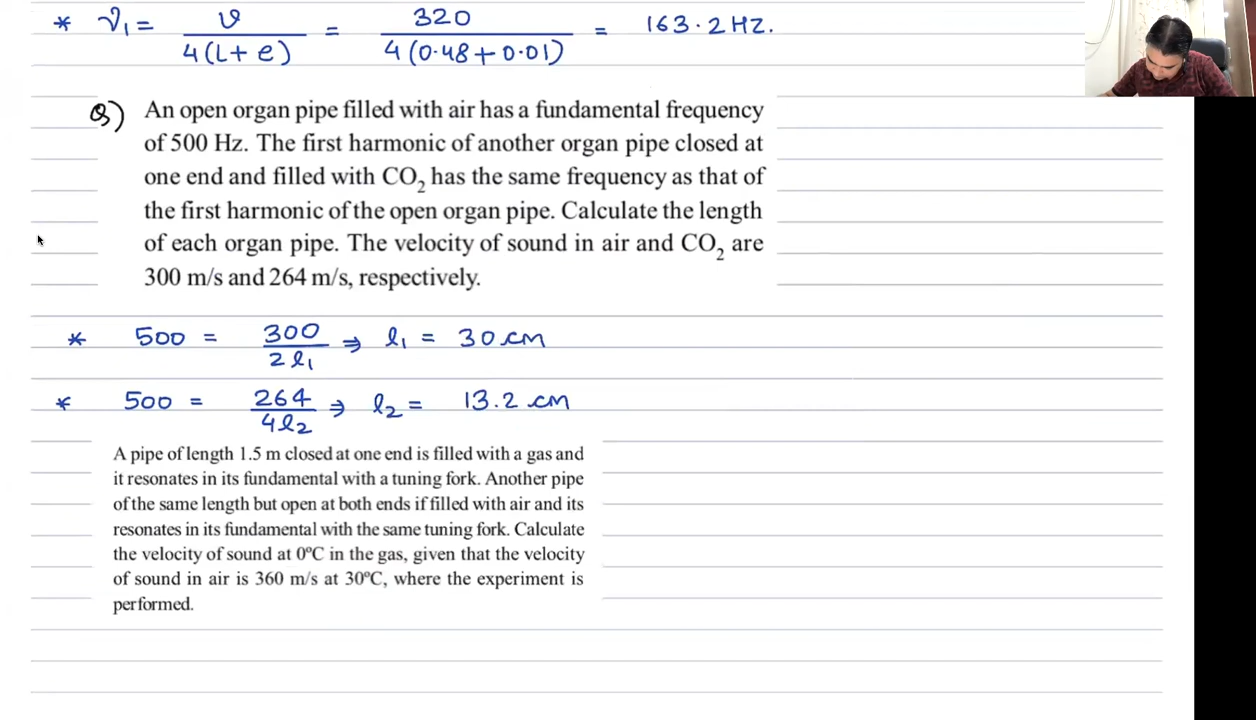 * ν₁ = v / 4(L+e) = 320 / 4(0.48+0.01) = 163.2HZ.
Q) An open organ pipe filled with air has a fundamental frequency
of 500 Hz. The first harmonic of another organ pipe closed at
one end and filled with CO₂ has the same frequency as that of
the first harmonic of the open organ pipe. Calculate the length
of each organ pipe. The velocity of sound in air and CO₂ are
300 m/s and 264 m/s, respectively.
* 500 = 300 / 2l₁ ⇒ l₁ = 30 cm
* 500 = 264 / 4l₂ ⇒ l₂ = 13.2 cm
A pipe of length 1.5 m closed at one end is filled with a gas and
it resonates in its fundamental with a tuning fork. Another pipe
of the same length but open at both ends if filled with air and its
resonates in its fundamental with the same tuning fork. Calculate
the velocity of sound at 0°C in the gas, given that the velocity
of sound in air is 360 m/s at 30°C, where the experiment is
performed.